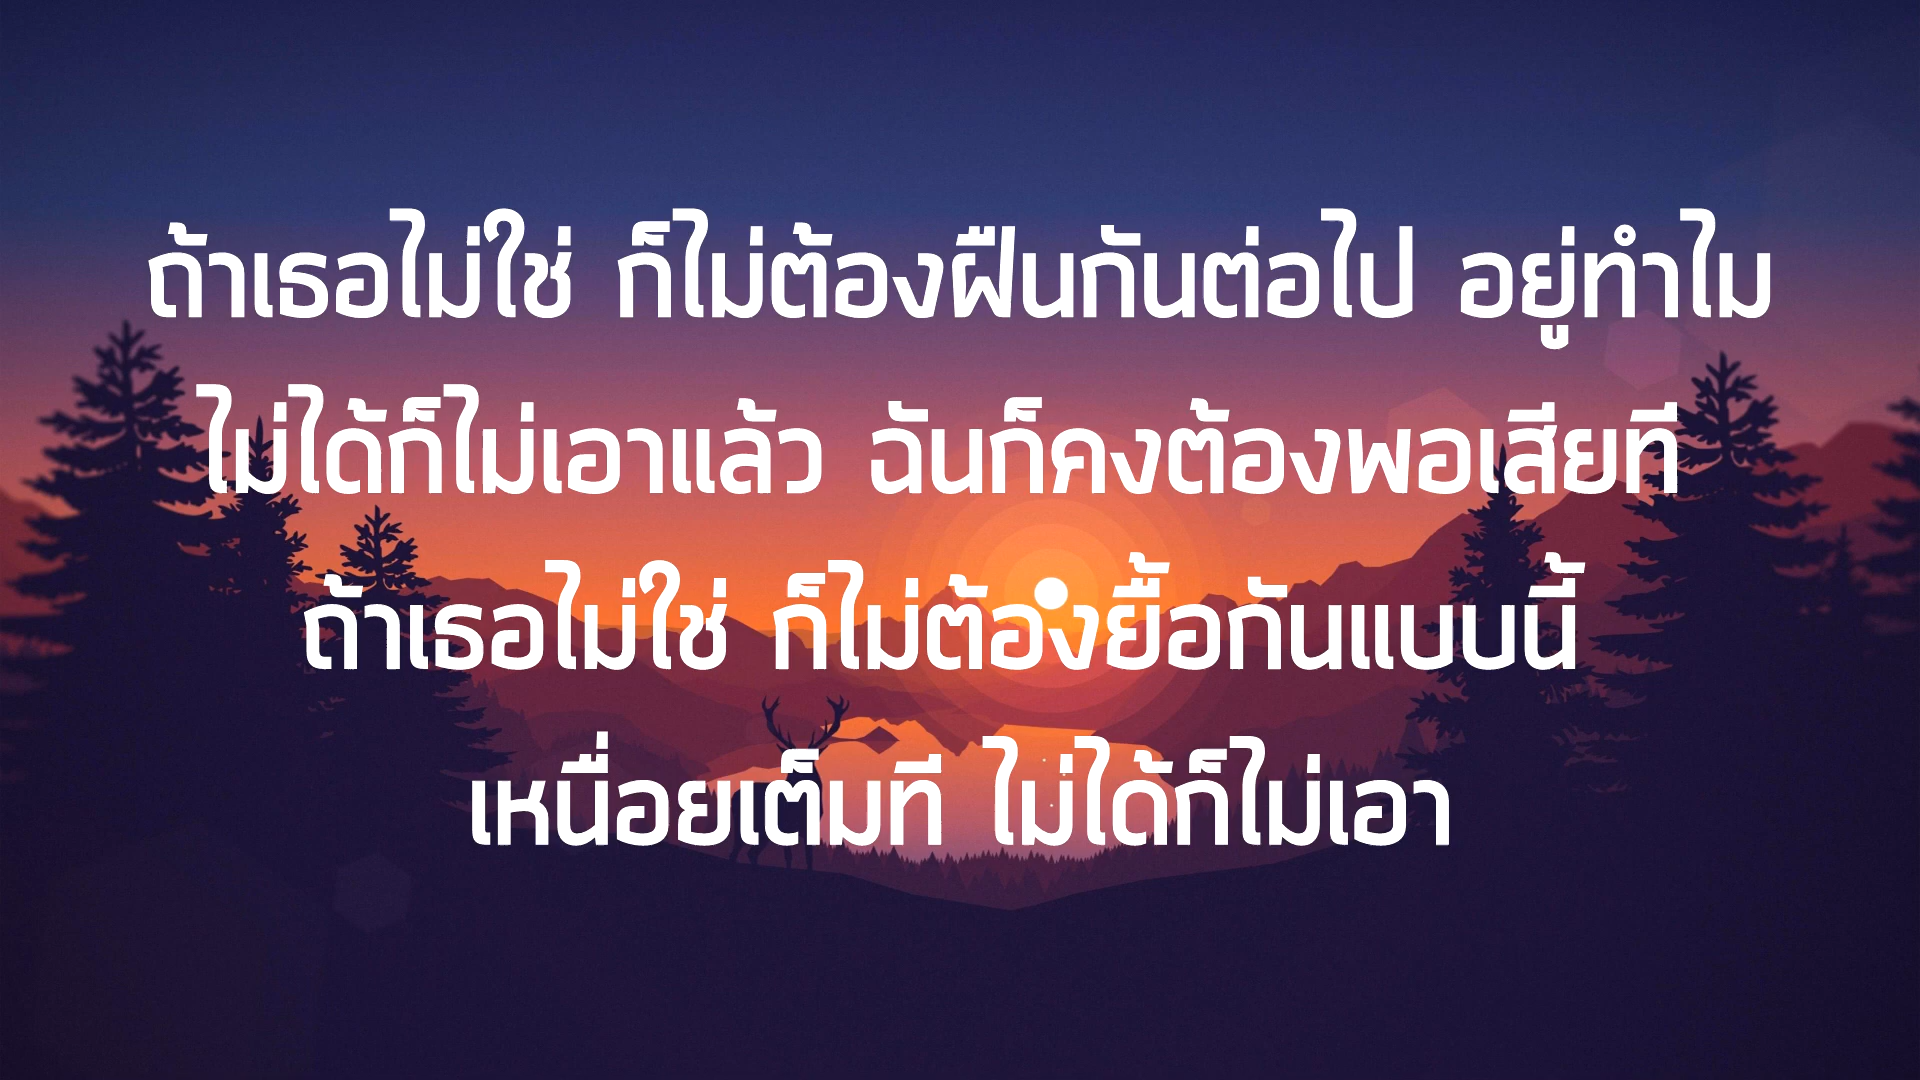 ถ้าเธอไม่ใช่ ก็ไม่ต้องฝืนกันต่อไป อยู่ทำไม
ไม่ได้ก็ไม่เอาแล้ว ฉันก็คงต้องพอเสียที
ถ้าเธอไม่ใช่ ก็ไม่ต้องยื้อกันแบบนี้
เหนื่อยเต็มที ไม่ได้ก็ไม่เอา